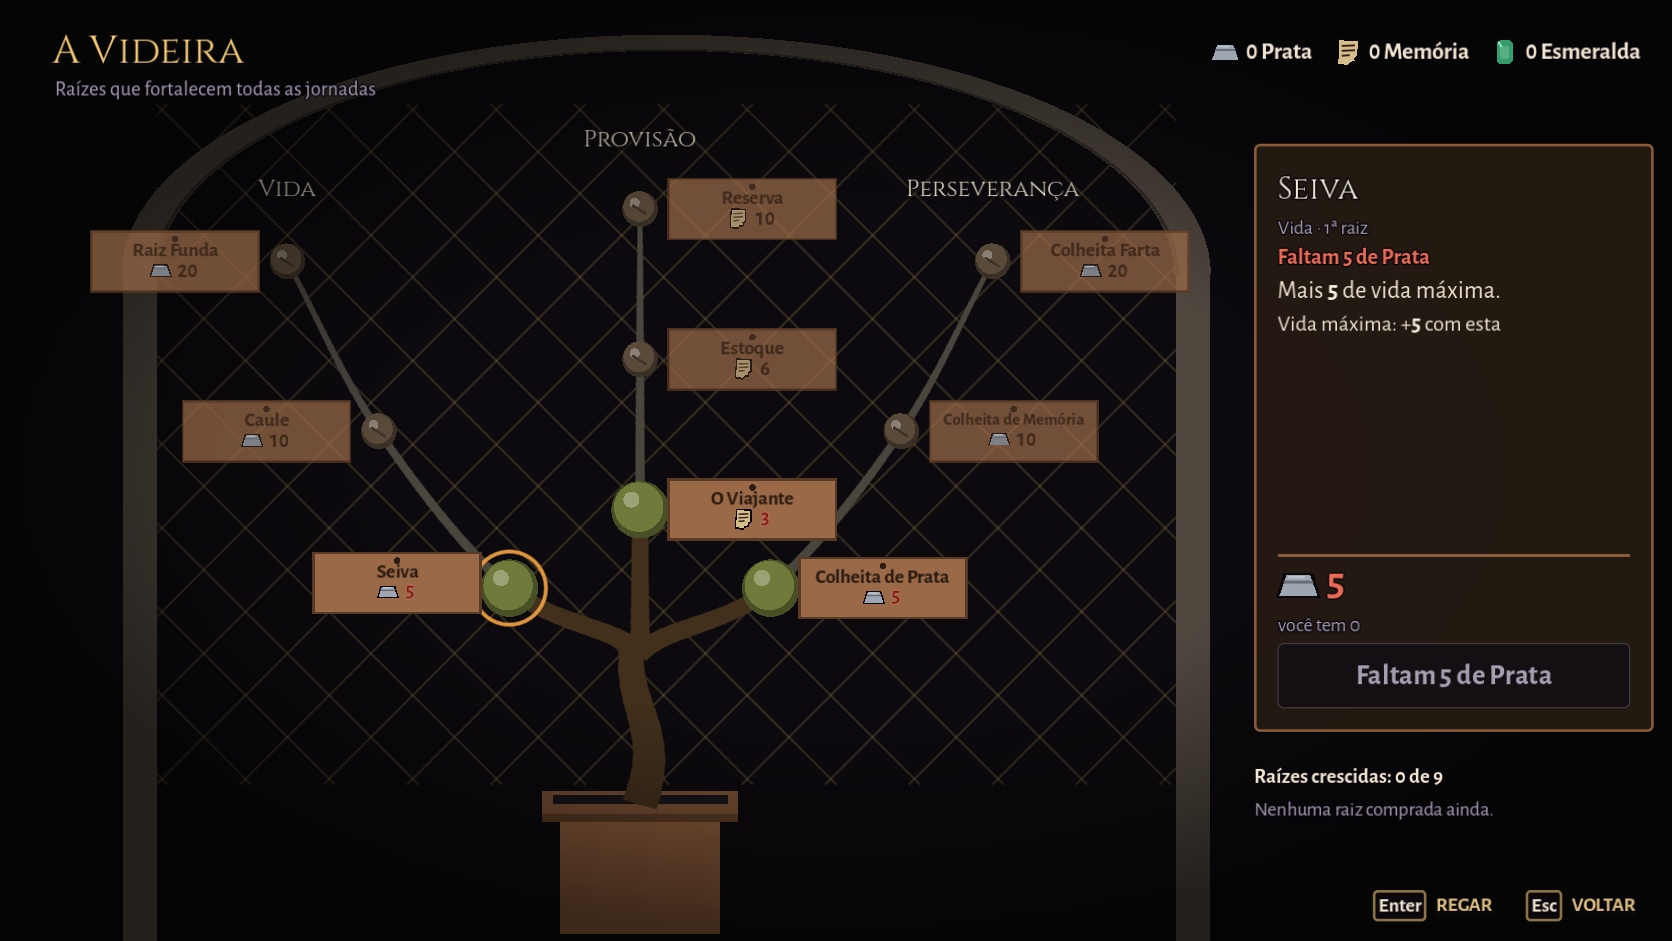 A Videira
Raízes que fortalecem todas as jornadas
0 Prata
0 Memória
0 Esmeralda
Provisão
Vida
Perseverança
Reserva
10
Raiz Funda
20
Colheita Farta
20
Estoque
6
Caule
10
Colheita de Memória
10
O Viajante
3
Seiva
5
Colheita de Prata
5
Seiva
Vida · 1ª raiz
Faltam 5 de Prata
Mais 5 de vida máxima.
Vida máxima: +5 com esta
5
você tem 0
Faltam 5 de Prata
Raízes crescidas: 0 de 9
Nenhuma raiz comprada ainda.
Enter REGAR
Esc VOLTAR